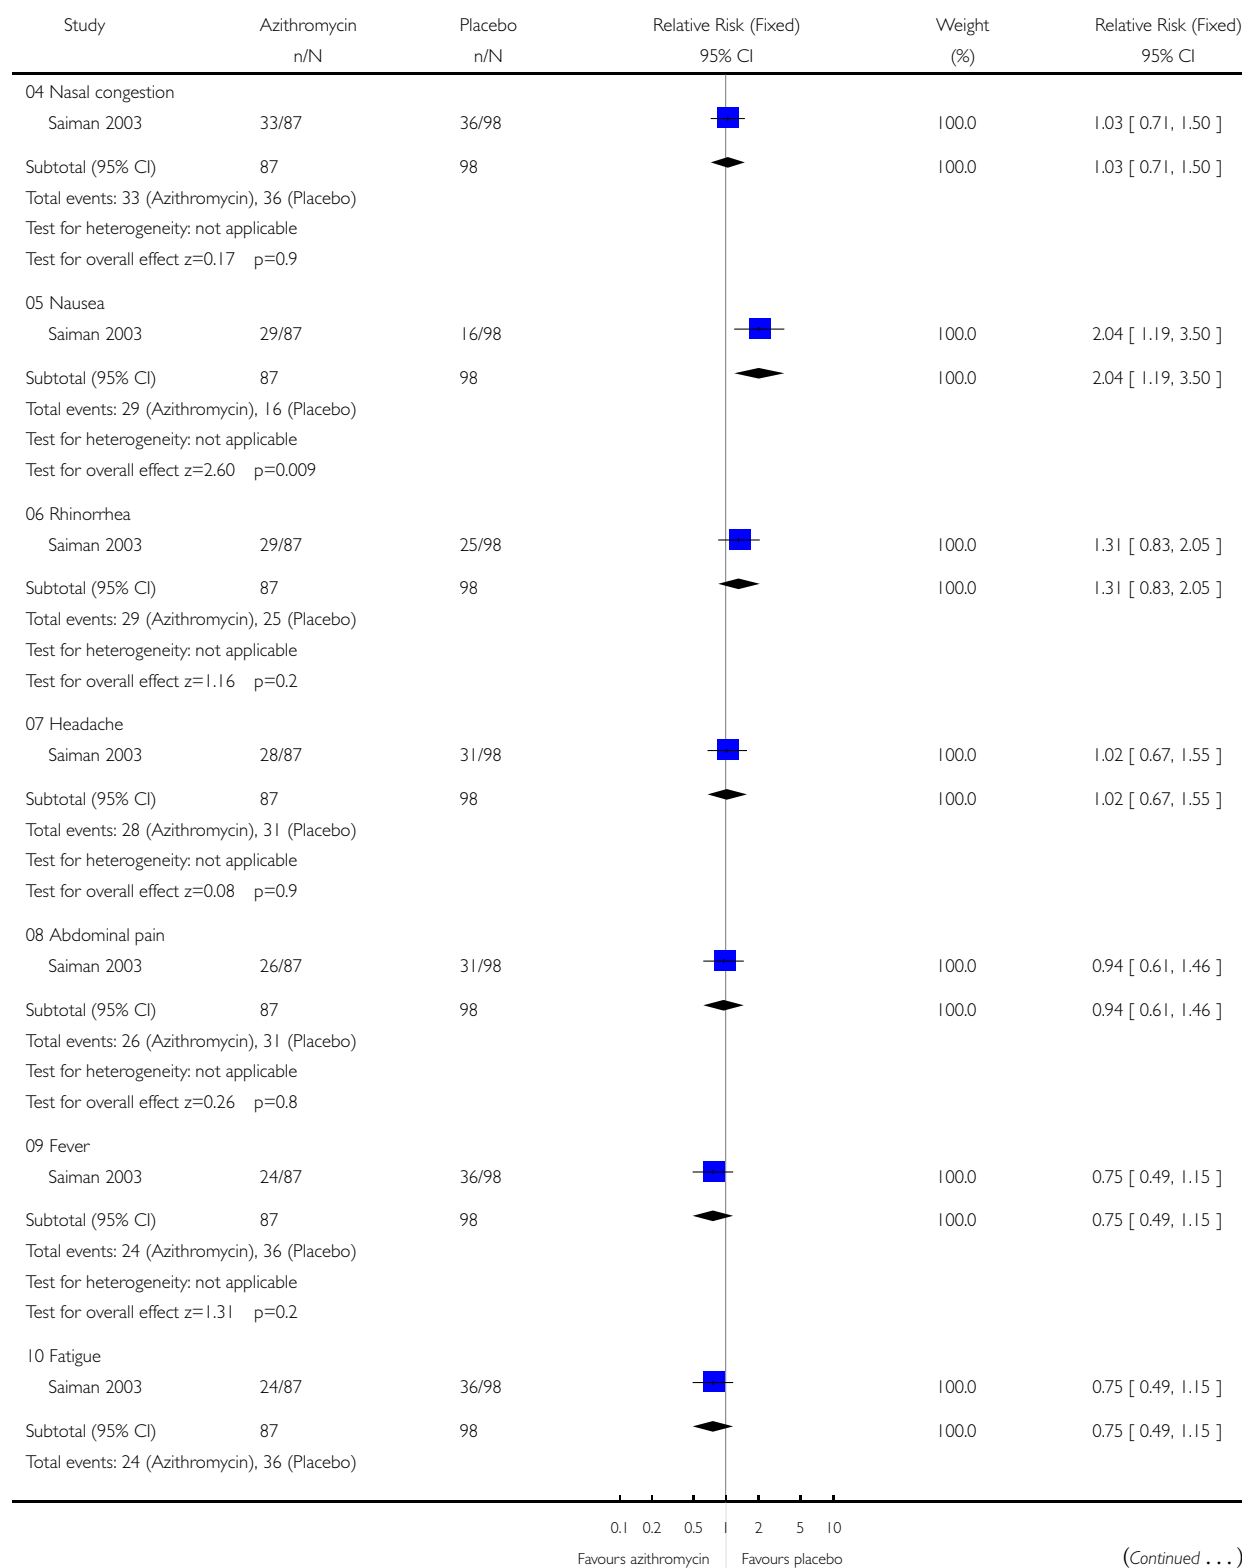 Study Azithromycin Placebo Relative Risk (Fixed) Weight Relative Risk (Fixed)
n/N n/N 95% CI (%) 95% CI
04 Nasal congestion
Saiman 2003 33/87 36/98 100.0 1.03 [ 0.71, 1.50 ]
Subtotal (95% CI) 87 98 100.0 1.03 [ 0.71, 1.50 ]
Total events: 33 (Azithromycin), 36 (Placebo)
Test for heterogeneity: not applicable
Test for overall effect z=0.17 p=0.9
05 Nausea
Saiman 2003 29/87 16/98 100.0 2.04 [ 1.19, 3.50 ]
Subtotal (95% CI) 87 98 100.0 2.04 [ 1.19, 3.50 ]
Total events: 29 (Azithromycin), 16 (Placebo)
Test for heterogeneity: not applicable
Test for overall effect z=2.60 p=0.009
06 Rhinorrhea
Saiman 2003 29/87 25/98 100.0 1.31 [ 0.83, 2.05 ]
Subtotal (95% CI) 87 98 100.0 1.31 [ 0.83, 2.05 ]
Total events: 29 (Azithromycin), 25 (Placebo)
Test for heterogeneity: not applicable
Test for overall effect z=1.16 p=0.2
07 Headache
Saiman 2003 28/87 31/98 100.0 1.02 [ 0.67, 1.55 ]
Subtotal (95% CI) 87 98 100.0 1.02 [ 0.67, 1.55 ]
Total events: 28 (Azithromycin), 31 (Placebo)
Test for heterogeneity: not applicable
Test for overall effect z=0.08 p=0.9
08 Abdominal pain
Saiman 2003 26/87 31/98 100.0 0.94 [ 0.61, 1.46 ]
Subtotal (95% CI) 87 98 100.0 0.94 [ 0.61, 1.46 ]
Total events: 26 (Azithromycin), 31 (Placebo)
Test for heterogeneity: not applicable
Test for overall effect z=0.26 p=0.8
09 Fever
Saiman 2003 24/87 36/98 100.0 0.75 [ 0.49, 1.15 ]
Subtotal (95% CI) 87 98 100.0 0.75 [ 0.49, 1.15 ]
Total events: 24 (Azithromycin), 36 (Placebo)
Test for heterogeneity: not applicable
Test for overall effect z=1.31 p=0.2
10 Fatigue
Saiman 2003 24/87 36/98 100.0 0.75 [ 0.49, 1.15 ]
Subtotal (95% CI) 87 98 100.0 0.75 [ 0.49, 1.15 ]
Total events: 24 (Azithromycin), 36 (Placebo)
0.1 0.2 0.5 1 2 5 10
Favours azithromycin Favours placebo (Continued . . . )